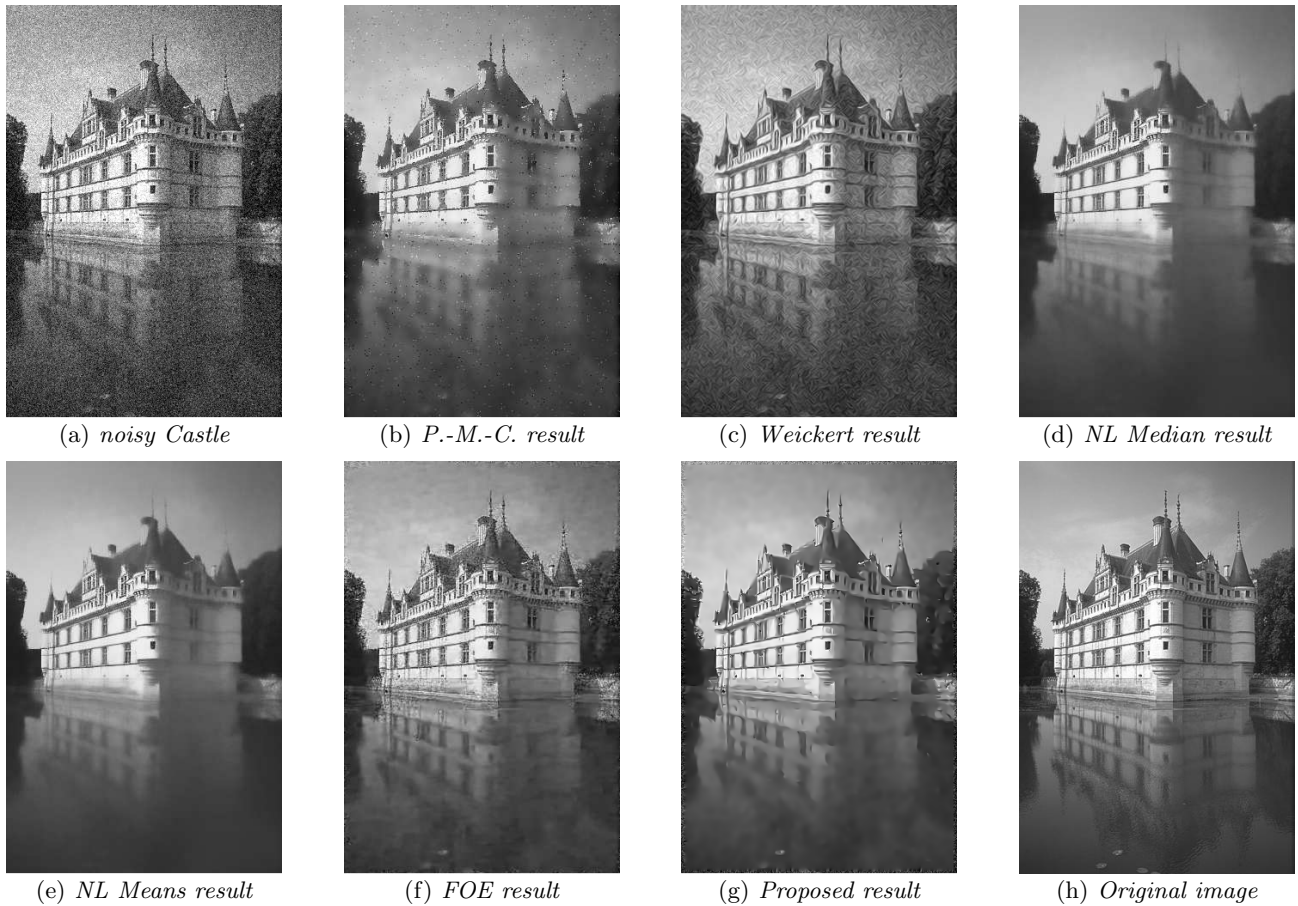 (a) noisy Castle
(b) P.-M.-C. result
(c) Weickert result
(d) NL Median result
(e) NL Means result
(f) FOE result
(g) Proposed result
(h) Original image